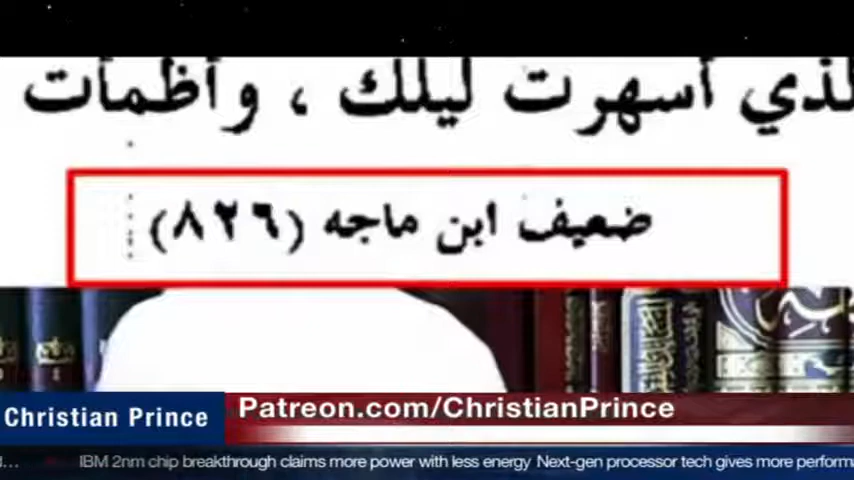 لذي أسهرت ليلك ، وأظمأت
ضعيف ابن ماجه (٨٢٦)
Christian Prince
Patreon.com/ChristianPrince
... IBM 2nm chip breakthrough claims more power with less energy Next-gen processor tech gives more performa